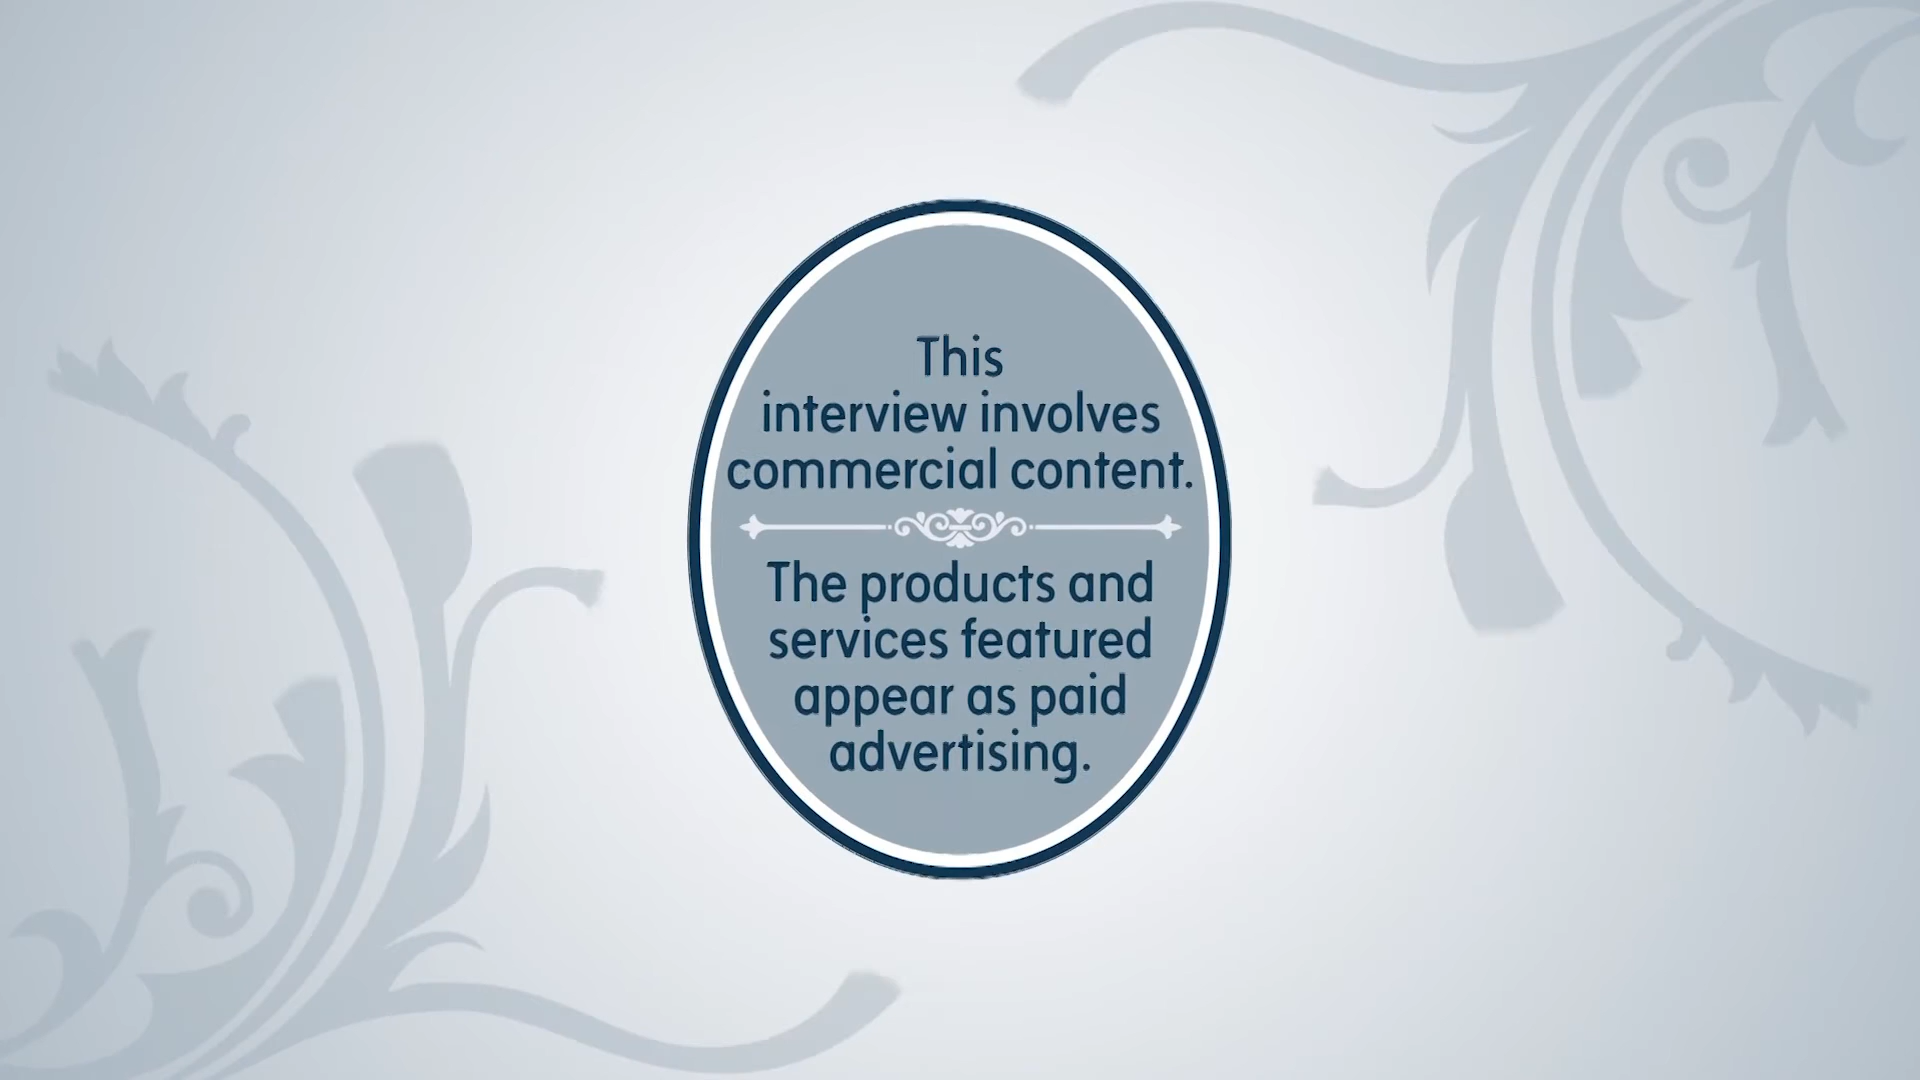 This
interview involves
commercial content.
The products and
services featured
appear as paid
advertising.